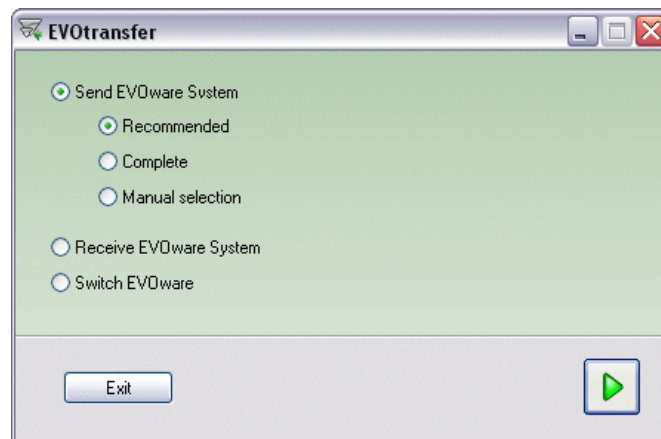 EVOtransfer
Send EVOware System
Recommended
Complete
Manual selection
Receive EVOware System
Switch EVOware
Exit